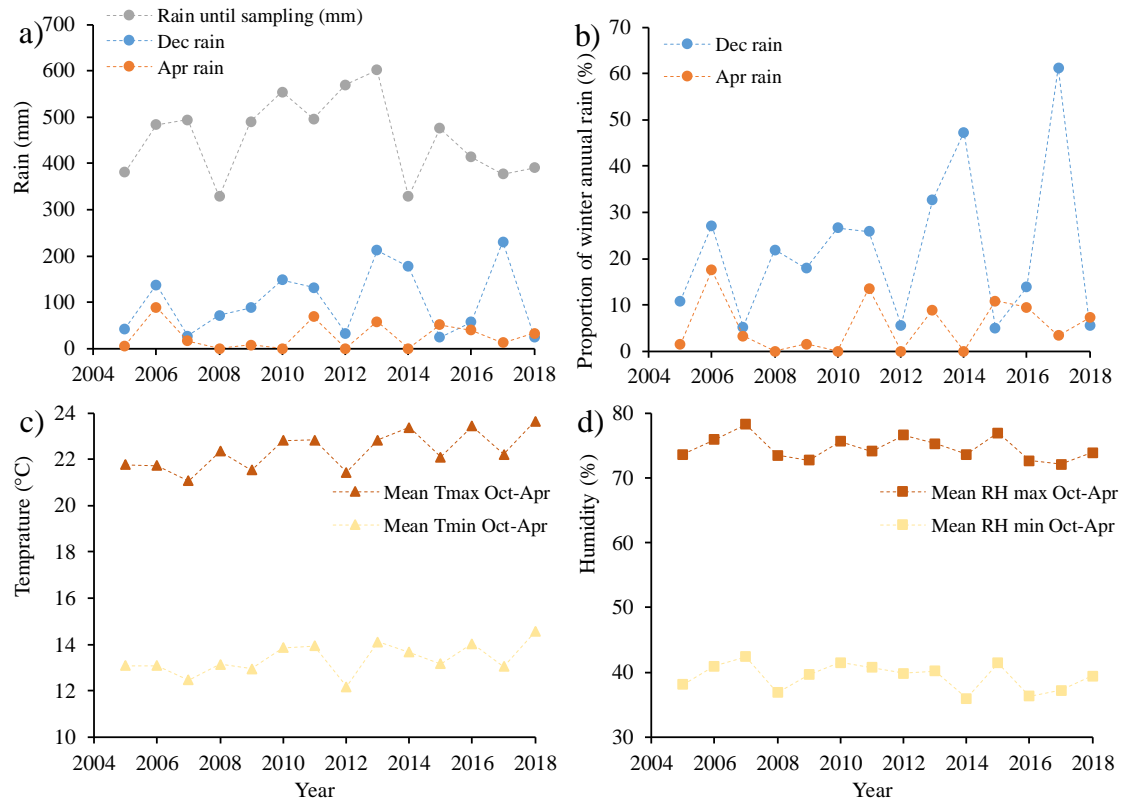 a)
Rain until sampling (mm)
Dec rain
Apr rain
Rain (mm)
700
600
500
400
300
200
100
0
2004 2006 2008 2010 2012 2014 2016 2018
b)
Dec rain
Apr rain
Proportion of winter anual rain (%)
80
70
60
50
40
30
20
10
0
2004 2006 2008 2010 2012 2014 2016 2018
c)
Mean Tmax Oct-Apr
Mean Tmin Oct-Apr
Temprature (°C)
24
22
20
18
16
14
12
10
2004 2006 2008 2010 2012 2014 2016 2018
Year
d)
Mean RH max Oct-Apr
Mean RH min Oct-Apr
Humidity (%)
80
70
60
50
40
30
2004 2006 2008 2010 2012 2014 2016 2018
Year